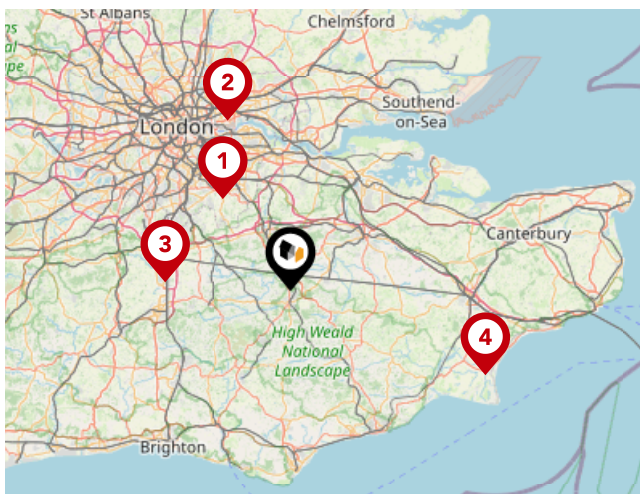 St Albans
Chelmsford
2
Southend-
on-Sea
London
1
3
Canterbury
High Weald
National
Landscape
4
Brighton